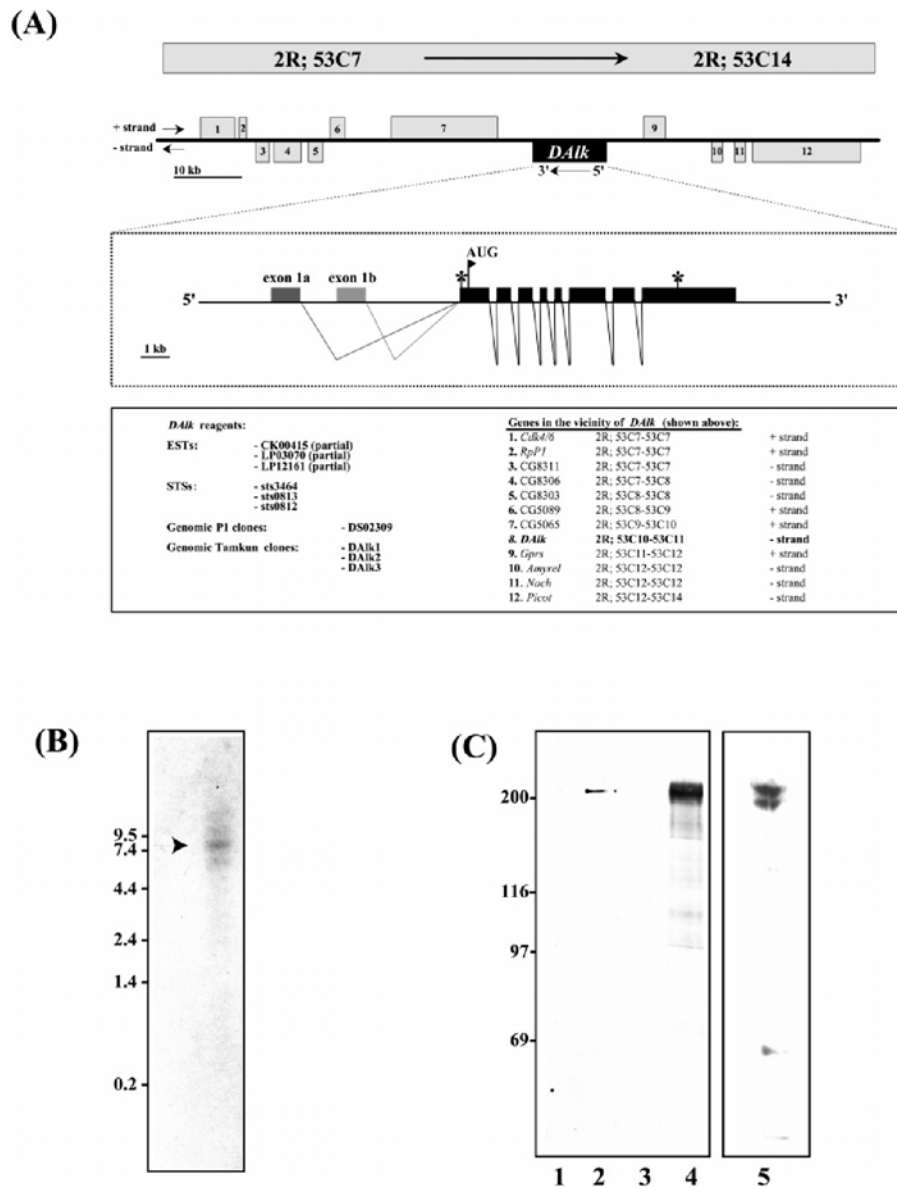 (A)
2R; 53C7 2R; 53C14
+ strand
- strand
1 2 3 4 5 6 7 9 10 11 12
DAlk
3' 5'
10 kb
AUG
* *
exon 1a exon 1b
5' 3'
1 kb
DAlk reagents:
ESTs: - CK00415 (partial)
- LP03070 (partial)
- LP12161 (partial)
STSs: - sts3464
- sts0813
- sts0812
Genomic P1 clones: - DS02309
Genomic Tamkun clones: - DAlk1
- DAlk2
- DAlk3
Genes in the vicinity of DAlk (shown above):
1. Cdk4/6 2R; 53C7-53C7 + strand
2. RpP1 2R; 53C7-53C7 + strand
3. CG8311 2R; 53C7-53C7 - strand
4. CG8306 2R; 53C7-53C8 - strand
5. CG8303 2R; 53C8-53C8 - strand
6. CG5089 2R; 53C8-53C9 + strand
7. CG5065 2R; 53C9-53C10 + strand
8. DAlk 2R; 53C10-53C11 - strand
9. Gprs 2R; 53C11-53C12 + strand
10. Amyrel 2R; 53C12-53C12 - strand
11. Nach 2R; 53C12-53C12 - strand
12. Picot 2R; 53C12-53C14 - strand
(B)
9.5
7.4
4.4
2.4
1.4
0.2
(C)
200
116
97
69
1 2 3 4 5